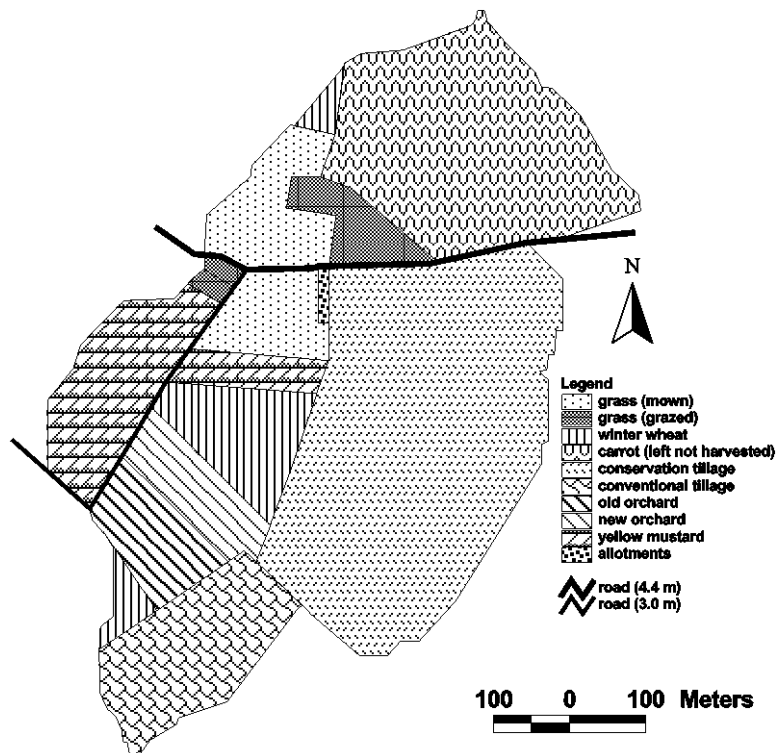 N
Legend
grass (mown)
grass (grazed)
winter wheat
carrot (left not harvested)
conservation tillage
conventional tillage
old orchard
new orchard
yellow mustard
allotments
road (4.4 m)
road (3.0 m)
100 0 100 Meters